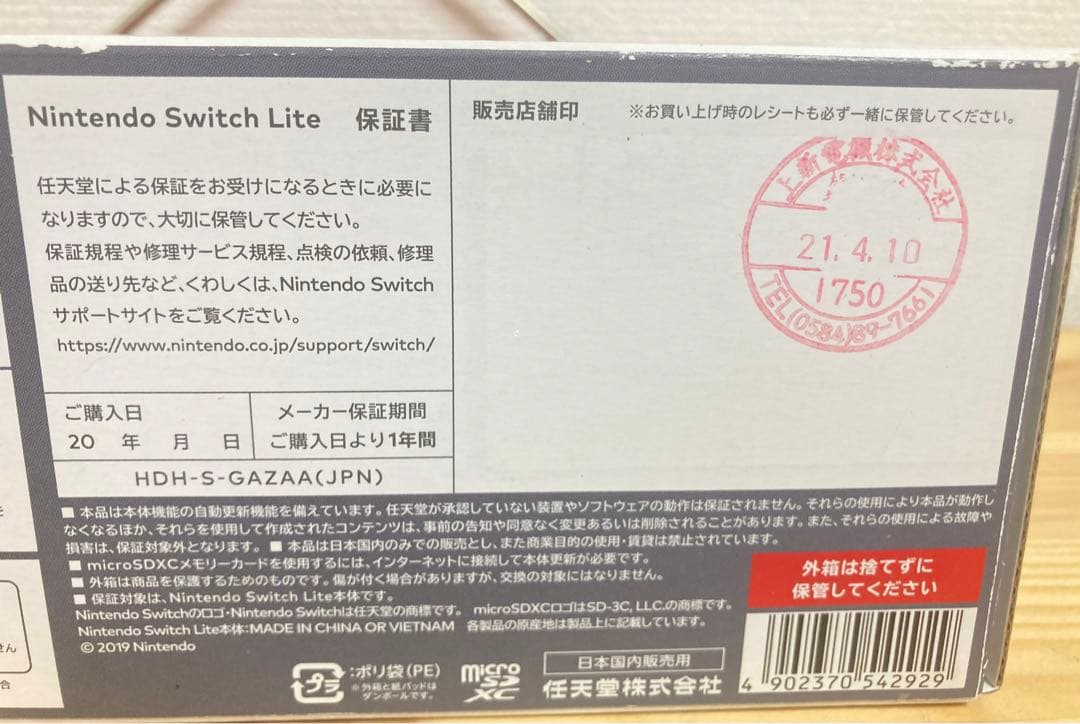 Nintendo Switch Lite 保証書
任天堂による保証をお受けになるときに必要に
なりますので、大切に保管してください。
保証規程や修理サービス規程、点検の依頼、修理
品の送り先など、くわしくは、Nintendo Switch
サポートサイトをご覧ください。
https://www.nintendo.co.jp/support/switch/
ご購入日
20 年 月 日
メーカー保証期間
ご購入日より1年間
HDH-S-GAZAA(JPN)
販売店舗印
※お買い上げ時のレシートも必ず一緒に保管してください。
上新電機株式会社
21.4.10
1750
TEL(0584)89-7661
■ 本品は本体機能の自動更新機能を備えています。任天堂が承認していない装置やソフトウェアの動作は保証されません。それらの使用により本品が動作し
なくなるほか、それらを使用して作成されたコンテンツは、事前の告知や同意なく変更あるいは削除されることがあります。また、それらの使用による故障や
損害は、保証対象外となります。 ■ 本品は日本国内のみでの販売とし、また商業目的の使用・賃貸は禁止されています。
■ microSDXCメモリーカードを使用するには、インターネットに接続して本体更新が必要です。
■ 外箱は商品を保護するためのものです。傷が付く場合がありますが、交換の対象にはなりません。
■ 保証対象は、Nintendo Switch Lite本体です。
Nintendo Switchのロゴ・Nintendo Switchは任天堂の商標です。 microSDXCロゴはSD-3C, LLC.の商標です。
Nintendo Switch Lite本体:MADE IN CHINA OR VIETNAM 各製品の原産地は製品上に記載しています。
© 2019 Nintendo
外箱は捨てずに
保管してください
プラ
:ポリ袋(PE)
※外箱と紙パッドは
ダンボールです。
micro
SD
XC
日本国内販売用
任天堂株式会社
4 902370 542929
せん
合